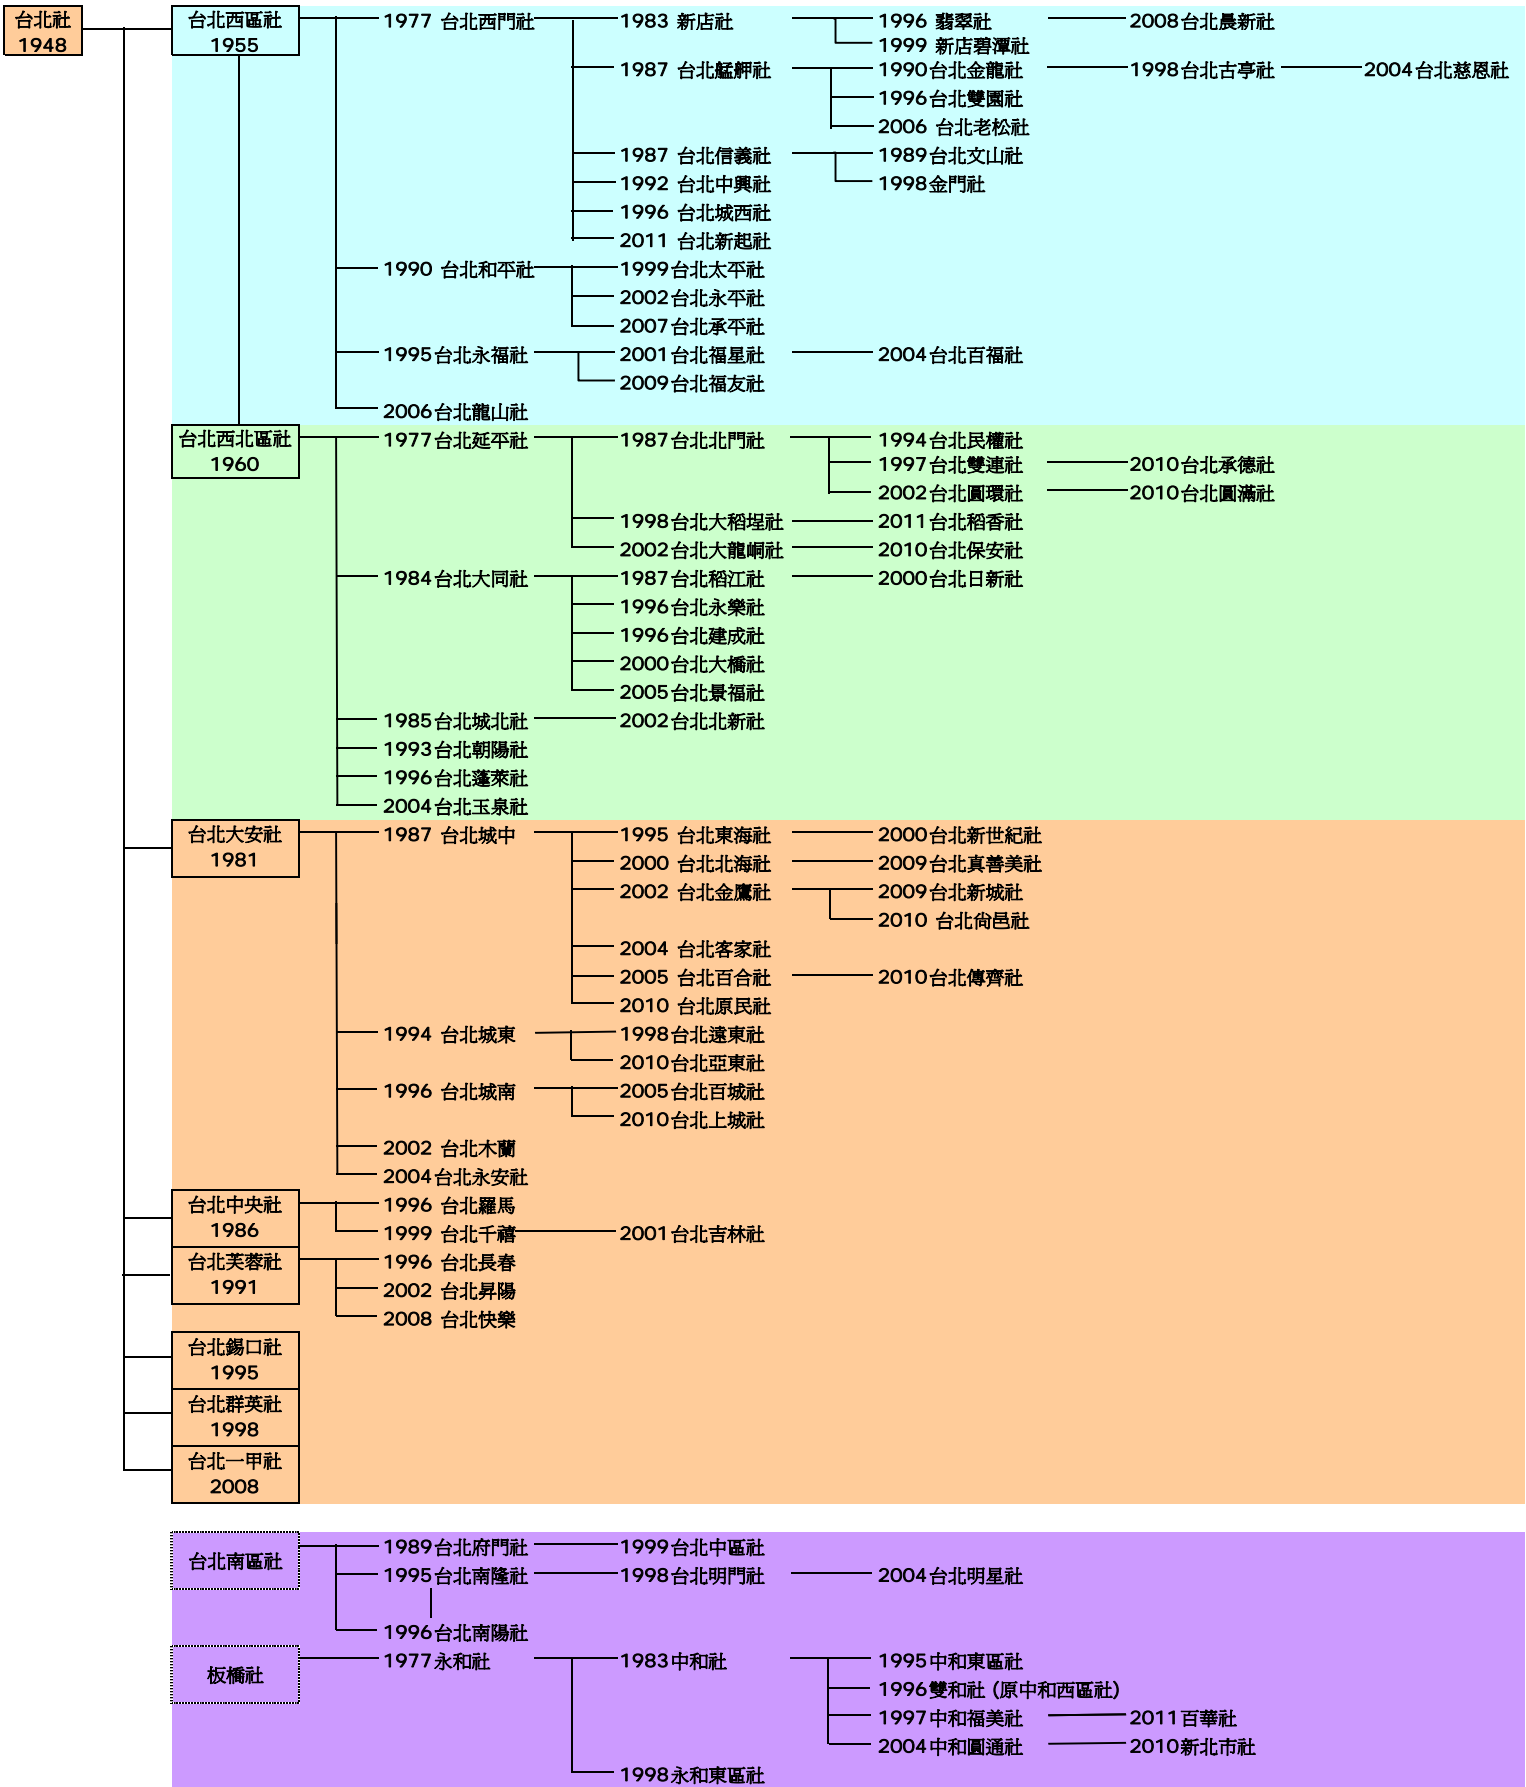 台北社
1948
台北西區社
1955
1977 台北西門社
1983 新店社
1996 翡翠社
2008台北晨新社
1999 新店碧潭社
1987 台北艋舺社
1990台北金龍社
1998台北古亭社
2004台北慈恩社
1996台北雙園社
2006 台北老松社
1987 台北信義社
1989台北文山社
1992 台北中興社
1998金門社
1996 台北城西社
2011 台北新起社
1990 台北和平社
1999台北太平社
2002台北永平社
2007台北承平社
1995台北永福社
2001台北福星社
2004台北百福社
2009台北福友社
2006台北龍山社
台北西北區社
1960
1977台北延平社
1987台北北門社
1994台北民權社
1997台北雙連社
2010台北承德社
2002台北圓環社
2010台北圓滿社
1998台北大稻埕社
2011台北稻香社
2002台北大龍峒社
2010台北保安社
1984台北大同社
1987台北稻江社
2000台北日新社
1996台北永樂社
1996台北建成社
2000台北大橋社
2005台北景福社
1985台北城北社
2002台北北新社
1993台北朝陽社
1996台北蓬萊社
2004台北玉泉社
台北大安社
1981
1987 台北城中
1995 台北東海社
2000台北新世紀社
2000 台北北海社
2009台北真善美社
2002 台北金鷹社
2009台北新城社
2010 台北尚邑社
2004 台北客家社
2005 台北百合社
2010台北傳齊社
2010 台北原民社
1994 台北城東
1998台北遠東社
2010台北亞東社
1996 台北城南
2005台北百城社
2010台北上城社
2002 台北木蘭
2004台北永安社
台北中央社
1986
1996 台北羅馬
1999 台北千禧
2001台北吉林社
台北芙蓉社
1991
1996 台北長春
2002 台北昇陽
2008 台北快樂
台北錫口社
1995
台北群英社
1998
台北一甲社
2008
台北南區社
1989台北府門社
1999台北中區社
1995台北南隆社
1998台北明門社
2004台北明星社
1996台北南陽社
板橋社
1977永和社
1983中和社
1995中和東區社
1996雙和社 (原中和西區社)
1997中和福美社
2011百華社
2004中和圓通社
2010新北市社
1998永和東區社